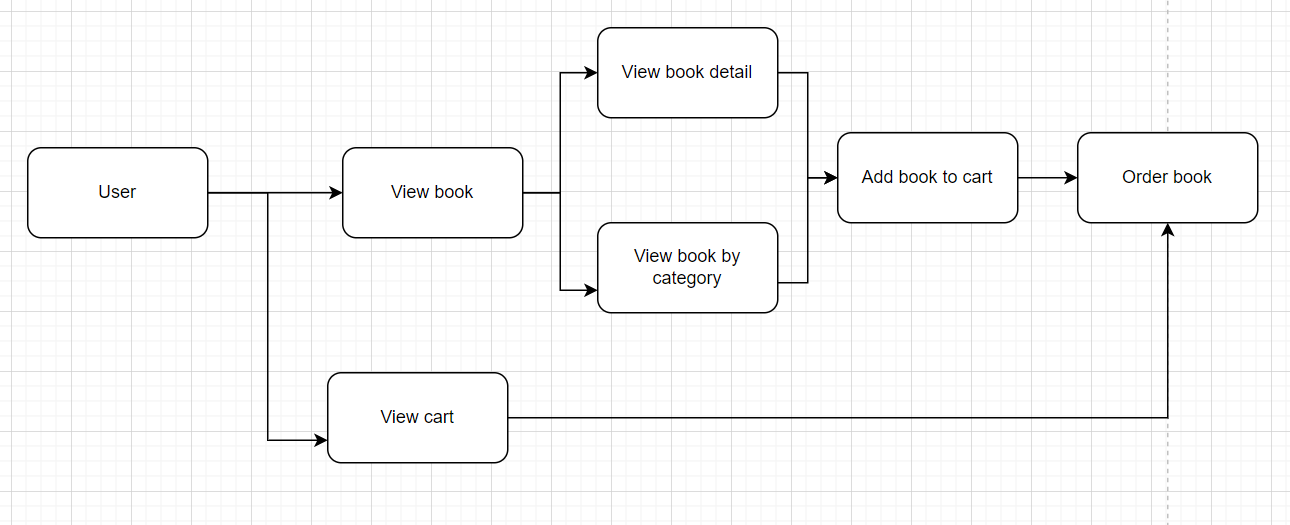 View book detail
User
View book
Add book to cart
Order book
View book by
category
View cart